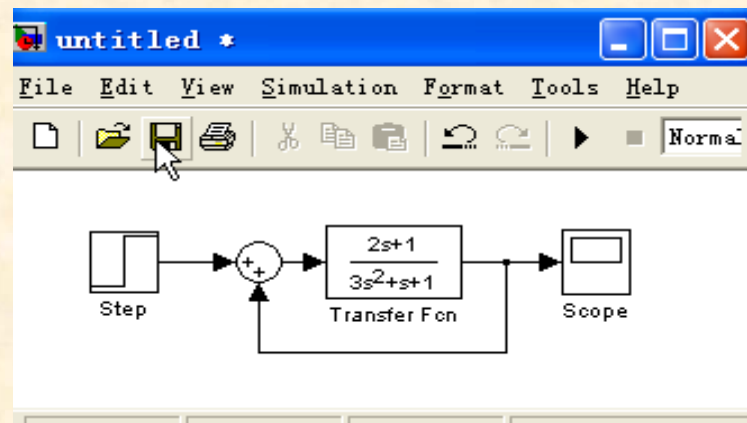 untitled *
File Edit View Simulation Format Tools Help
Normal
2s+1
3s²+s+1
+
+
Step
Transfer Fcn
Scope